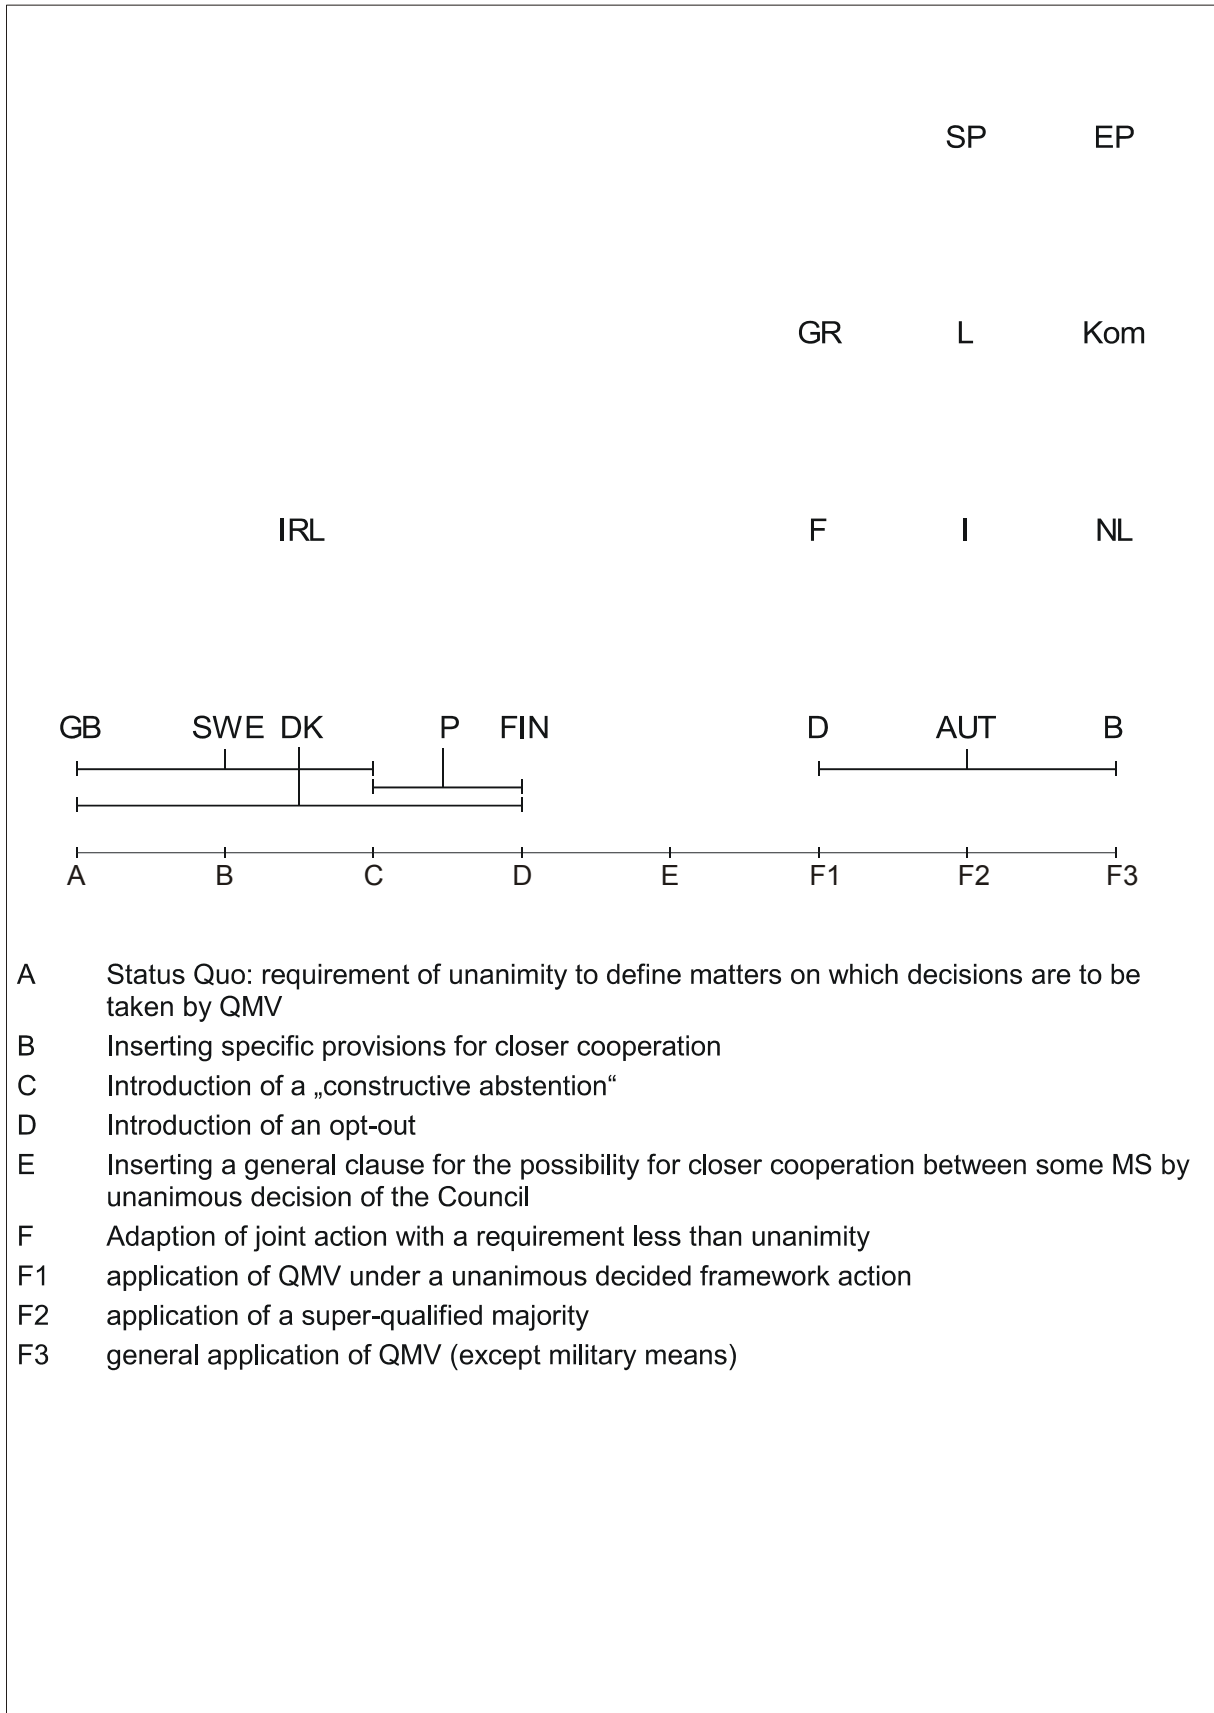 SP EP
GR L Kom
IRL F I NL
GB SWE DK P FIN D AUT B
A B C D E F1 F2 F3
A Status Quo: requirement of unanimity to define matters on which decisions are to be
taken by QMV
B Inserting specific provisions for closer cooperation
C Introduction of a „constructive abstention“
D Introduction of an opt-out
E Inserting a general clause for the possibility for closer cooperation between some MS by
unanimous decision of the Council
F Adaption of joint action with a requirement less than unanimity
F1 application of QMV under a unanimous decided framework action
F2 application of a super-qualified majority
F3 general application of QMV (except military means)